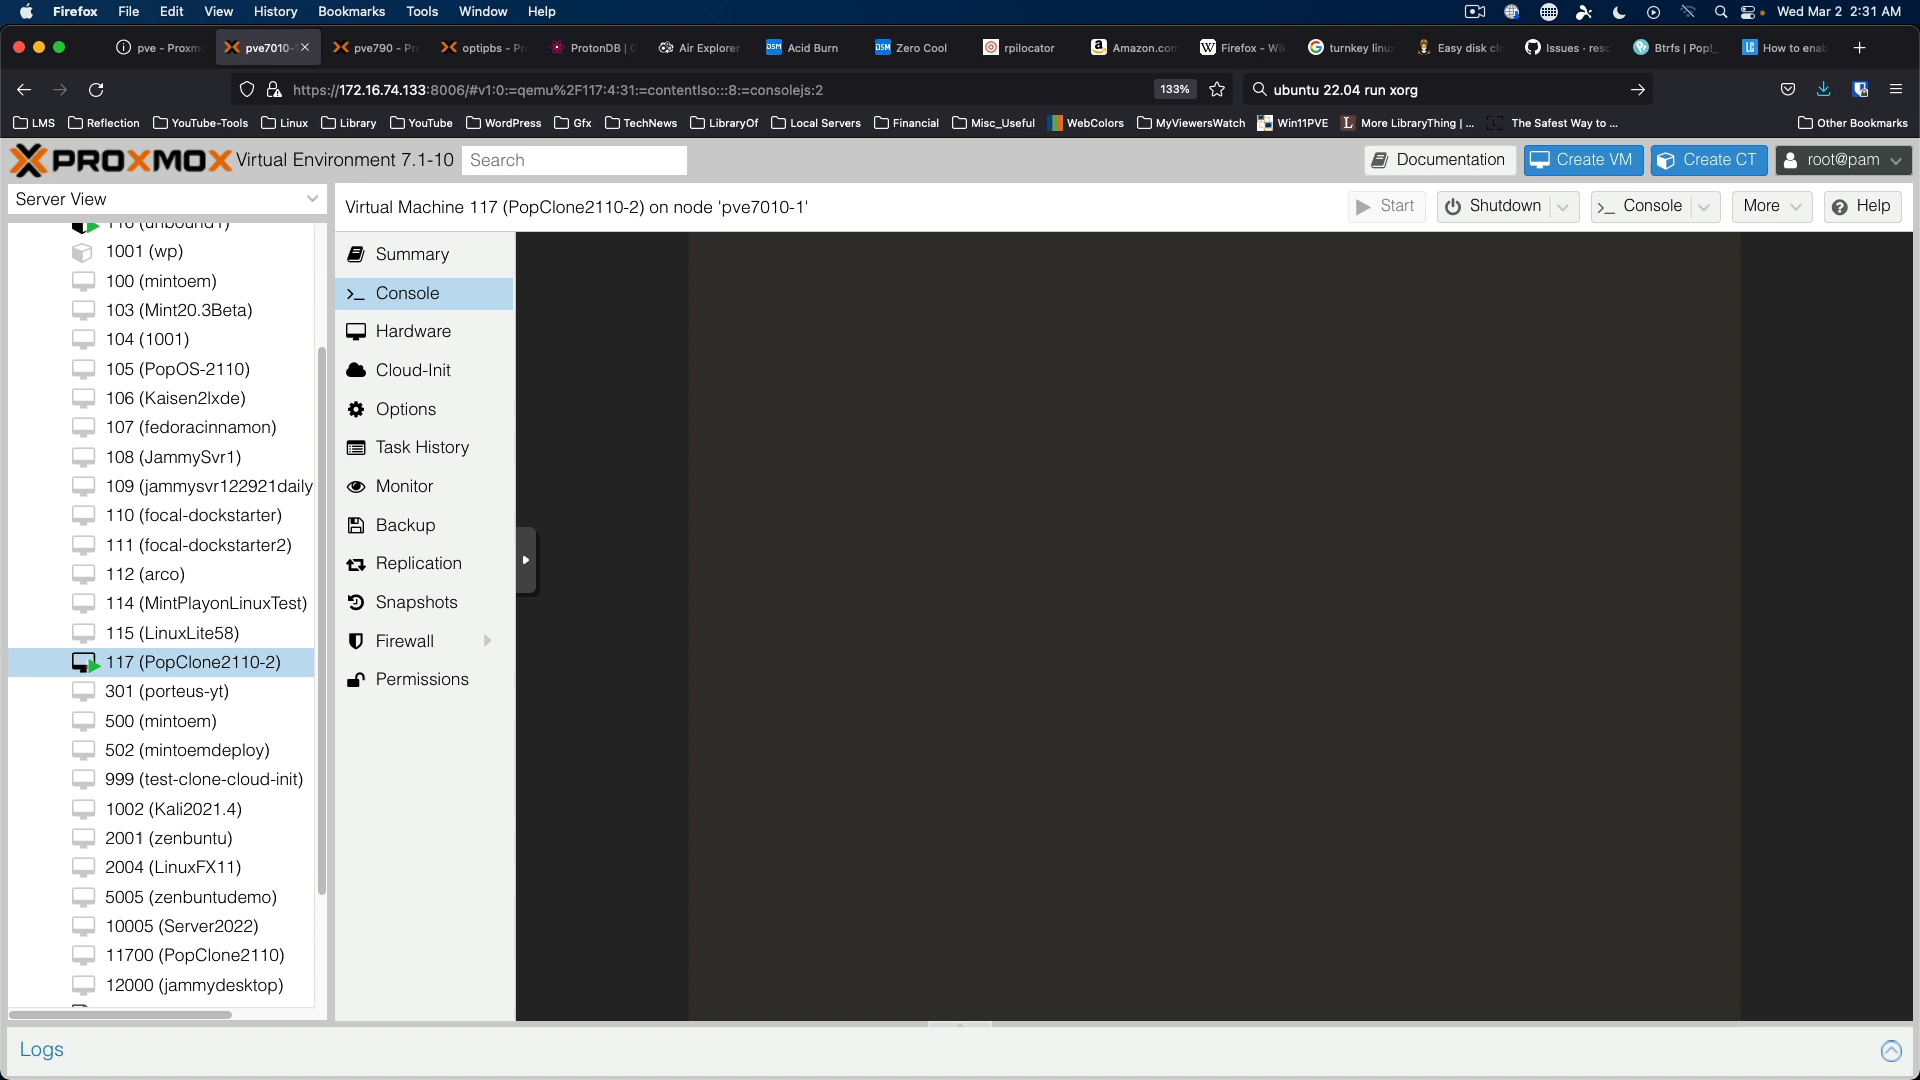 Firefox File Edit View History Bookmarks Tools Window Help Wed Mar 2 2:31 AM
pve - Proxm pve7010- pve790 - Pr optipbs - Pr ProtonDB | G Air Explorer Acid Burn Zero Cool rpilocator Amazon.com Firefox - Wi turnkey linu Easy disk cl Issues · resc Btrfs | Pop!_ How to enab
https://172.16.74.133:8006/#v1:0:=qemu%2F117:4:31:=contentIso:::8:=consolejs:2 133% ubuntu 22.04 run xorg
LMS Reflection YouTube-Tools Linux Library YouTube WordPress Gfx TechNews LibraryOf Local Servers Financial Misc_Useful WebColors MyViewersWatch Win11PVE More LibraryThing | ... The Safest Way to ... Other Bookmarks
PROXMOX Virtual Environment 7.1-10 Search Documentation Create VM Create CT root@pam
Server View
Virtual Machine 117 (PopClone2110-2) on node 'pve7010-1' Start Shutdown Console More Help
116 (unbound1)
1001 (wp)
100 (mintoem)
103 (Mint20.3Beta)
104 (1001)
105 (PopOS-2110)
106 (Kaisen2lxde)
107 (fedoracinnamon)
108 (JammySvr1)
109 (jammysvr122921daily
110 (focal-dockstarter)
111 (focal-dockstarter2)
112 (arco)
114 (MintPlayonLinuxTest)
115 (LinuxLite58)
117 (PopClone2110-2)
301 (porteus-yt)
500 (mintoem)
502 (mintoemdeploy)
999 (test-clone-cloud-init)
1002 (Kali2021.4)
2001 (zenbuntu)
2004 (LinuxFX11)
5005 (zenbuntudemo)
10005 (Server2022)
11700 (PopClone2110)
12000 (jammydesktop)
Summary
Console
Hardware
Cloud-Init
Options
Task History
Monitor
Backup
Replication
Snapshots
Firewall
Permissions
Logs